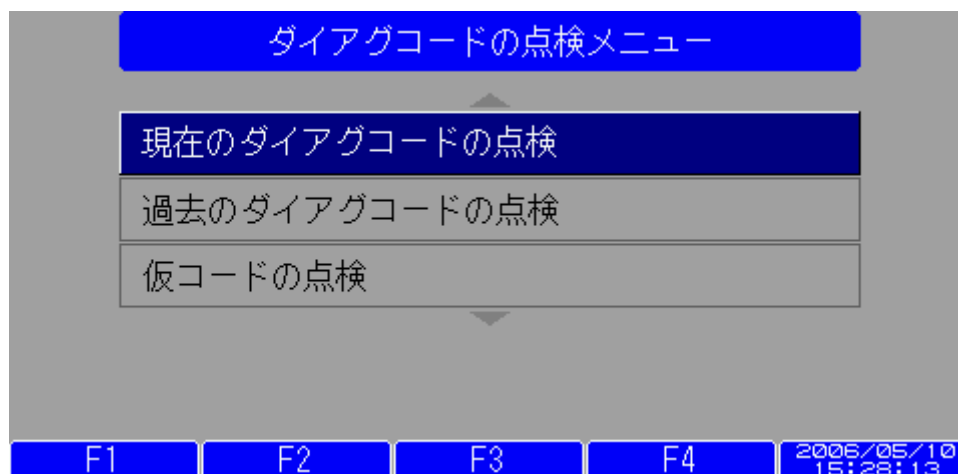 ダイアグコードの点検メニュー
現在のダイアグコードの点検
過去のダイアグコードの点検
仮コードの点検
F1 F2 F3 F4 2006/05/10
15:28:13